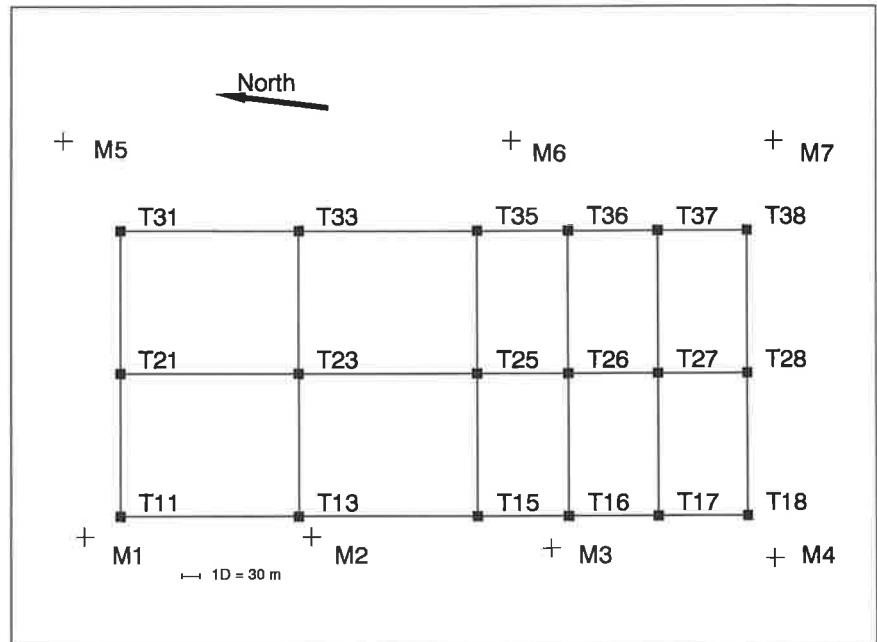 North
M5 M6 M7
T31 T33 T35 T36 T37 T38
T21 T23 T25 T26 T27 T28
T11 T13 T15 T16 T17 T18
M1 M2 M3 M4
1D = 30 m